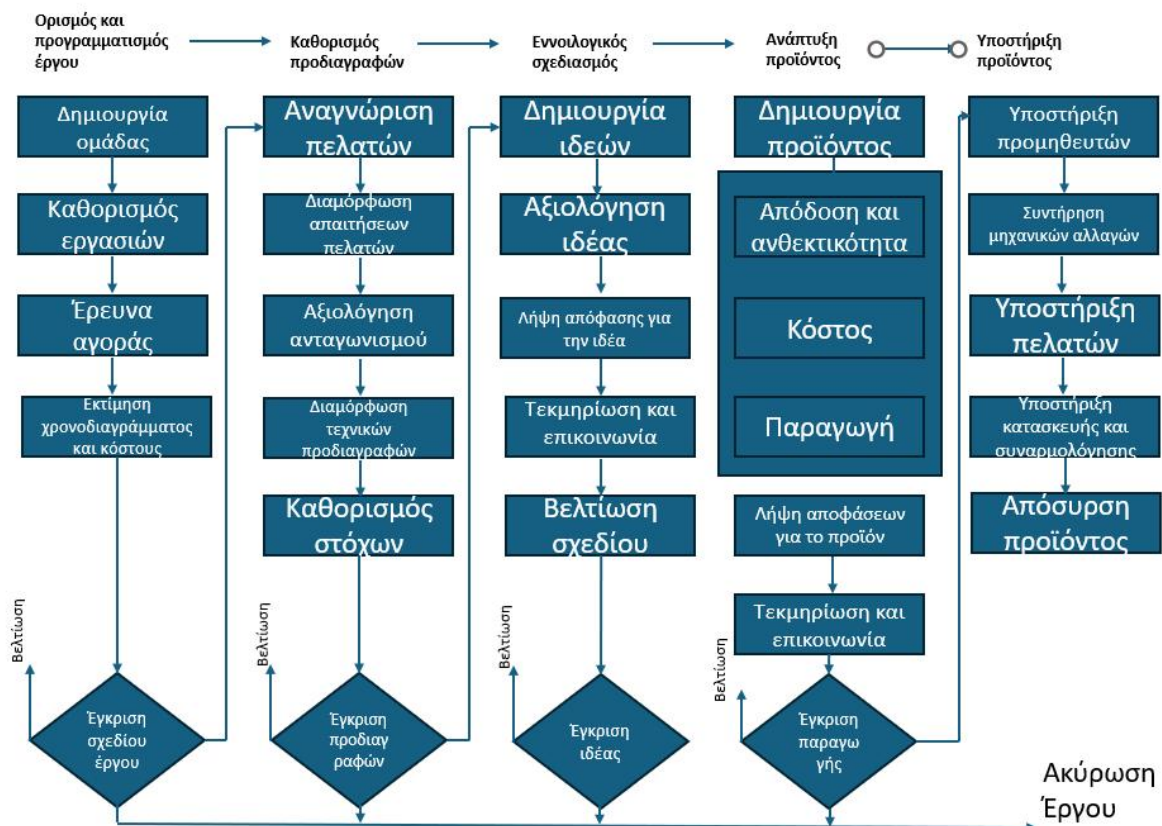 Ορισμός και
προγραμματισμός
έργου
Καθορισμός
προδιαγραφών
Εννοιλογικός
σχεδιασμός
Ανάπτυξη
προϊόντος
Υποστήριξη
προϊόντος
Δημιουργία
ομάδας
Καθορισμός
εργασιών
Έρευνα
αγοράς
Εκτίμηση
χρονοδιαγράμματος
και κόστους
Βελτίωση
Έγκριση
σχεδίου
έργου
Αναγνώριση
πελατών
Διαμόρφωση
απαιτήσεων
πελατών
Αξιολόγηση
ανταγωνισμού
Διαμόρφωση
τεχνικών
προδιαγραφών
Καθορισμός
στόχων
Βελτίωση
Έγκριση
προδιαγ
ραφών
Δημιουργία
ιδεών
Αξιολόγηση
ιδέας
Λήψη απόφασης για
την ιδέα
Τεκμηρίωση και
επικοινωνία
Βελτίωση
σχεδίου
Βελτίωση
Έγκριση
ιδέας
Δημιουργία
προϊόντος
Απόδοση και
ανθεκτικότητα
Κόστος
Παραγωγή
Λήψη αποφάσεων
για το προϊόν
Τεκμηρίωση και
επικοινωνία
Βελτίωση
Έγκριση
παραγω
γής
Υποστήριξη
προμηθευτών
Συντήρηση
μηχανικών αλλαγών
Υποστήριξη
πελατών
Υποστήριξη
κατασκευής και
συναρμολόγησης
Απόσυρση
προϊόντος
Ακύρωση
Έργου